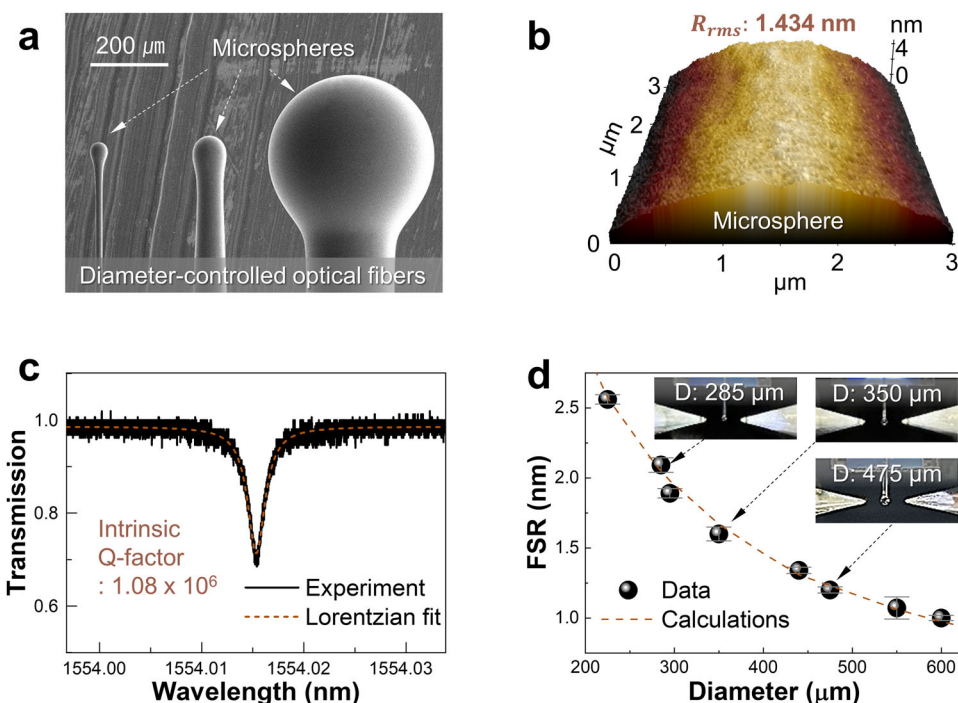 a
200 μm
Microspheres
Diameter-controlled optical fibers
b
R_rms: 1.434 nm
nm
4
0
3
2
1
0
μm
Microsphere
0
1
2
3
μm
c
1.0
0.8
0.6
Transmission
Intrinsic
Q-factor
: 1.08 x 10⁶
Experiment
Lorentzian fit
1554.00
1554.01
1554.02
1554.03
Wavelength (nm)
d
2.5
2.0
1.5
1.0
FSR (nm)
D: 285 μm
D: 350 μm
D: 475 μm
Data
Calculations
200
300
400
500
600
Diameter (μm)